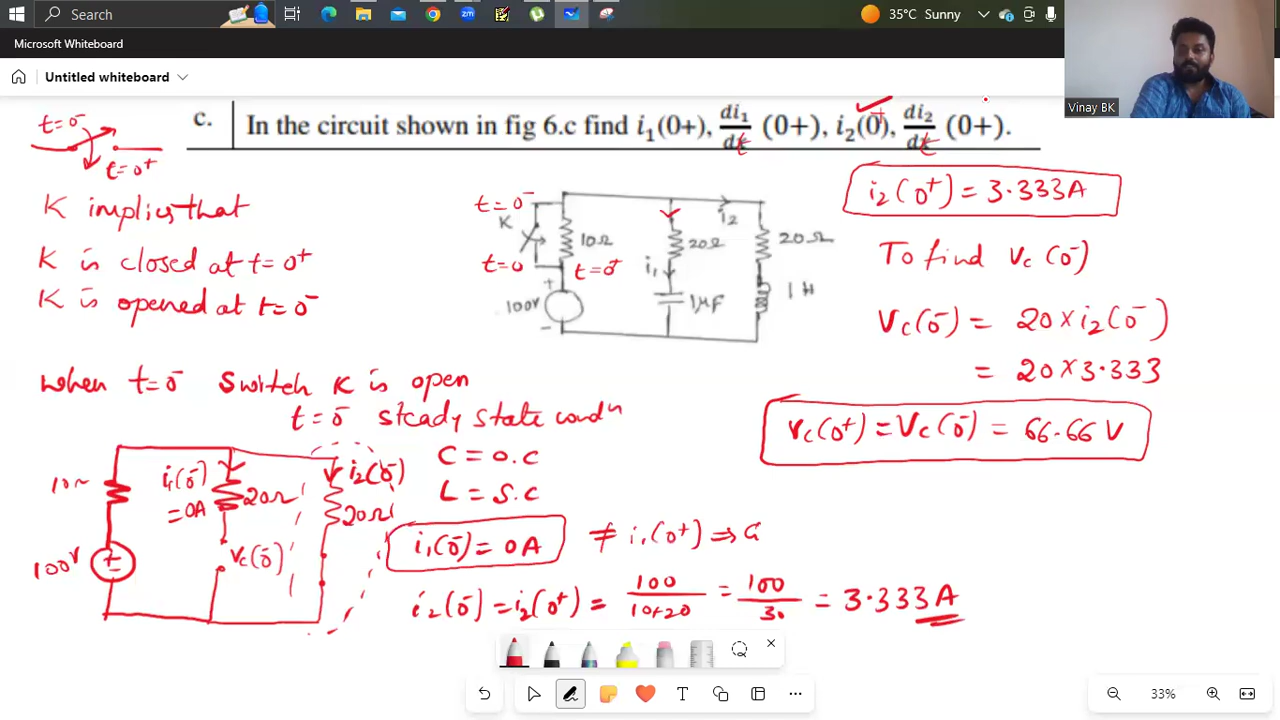 Search
35°C Sunny
Microsoft Whiteboard
Untitled whiteboard
Vinay BK
c. In the circuit shown in fig 6.c find i₁(0+), di₁/dt (0+), i₂(0+), di₂/dt (0+).
t=0⁻
t=0⁺
K implies that
K is closed at t=0⁺
K is opened at t=0⁻
t=0⁻
K
t=0
10Ω
t=0⁺
100V
+
-
20Ω
i₁
1μF
i₂
20Ω
1 H
i₂(0⁺) = 3.333A
To find Vc(0⁻)
Vc(0⁻) = 20 × i₂(0⁻)
= 20 × 3.333
Vc(0⁺) = Vc(0⁻) = 66.66 V
when t=0⁻ Switch K is open
t=0⁻ steady state condn
C = O.C
L = S.C
10Ω
100V
i₁(0⁻)
=0A
20Ω
Vc(0⁻)
i₂(0⁻)
20Ω
i₁(0⁻) = 0A ≠ i₁(0⁺) ⇒ C
i₂(0⁻) = i₂(0⁺) = 100/10+20 = 100/30 = 3.333 A
33%